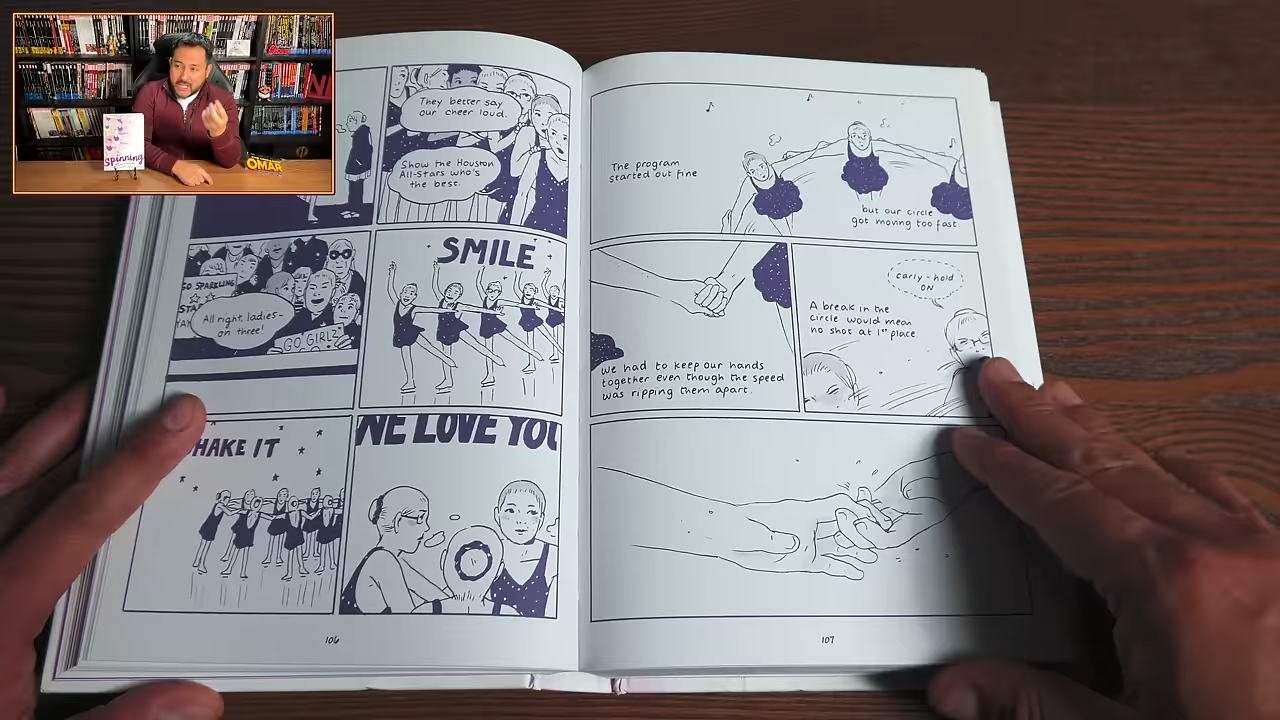 Spinning
OMAR
They better say
our cheer loud.
Show the Houston
All-Stars who's
the best.
GO SPARKLING
STA
YAY
All right, ladies-
on three!
GO GIRLZ
SMILE
HAKE IT
WE LOVE YOU
106
The program
started out fine
but our circle
got moving too fast.
we had to keep our hands
together even though the speed
was ripping them apart.
carly-hold
ON
A break in the
circle would mean
no shot at 1st place.
107